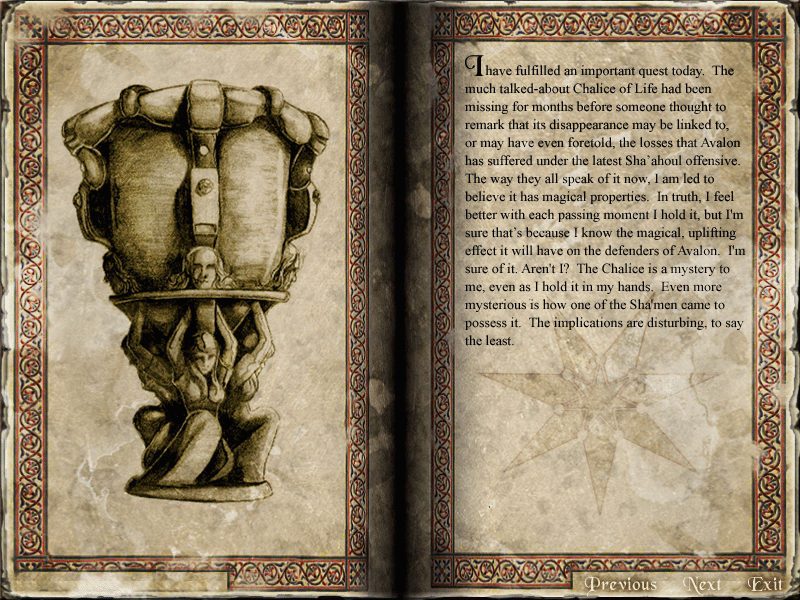 I have fulfilled an important quest today.  The
much talked-about Chalice of Life had been
missing for months before someone thought to
remark that its disappearance may be linked to,
or may have even foretold, the losses that Avalon
has suffered under the latest Sha'ahoul offensive.
The way they all speak of it now, I am led to
believe it has magical properties.  In truth, I feel
better with each passing moment I hold it, but I'm
sure that's because I know the magical, uplifting
effect it will have on the defenders of Avalon.  I'm
sure of it. Aren't I?  The Chalice is a mystery to
me, even as I hold it in my hands.  Even more
mysterious is how one of the Sha'men came to
possess it.  The implications are disturbing, to say
the least.
Previous Next Exit